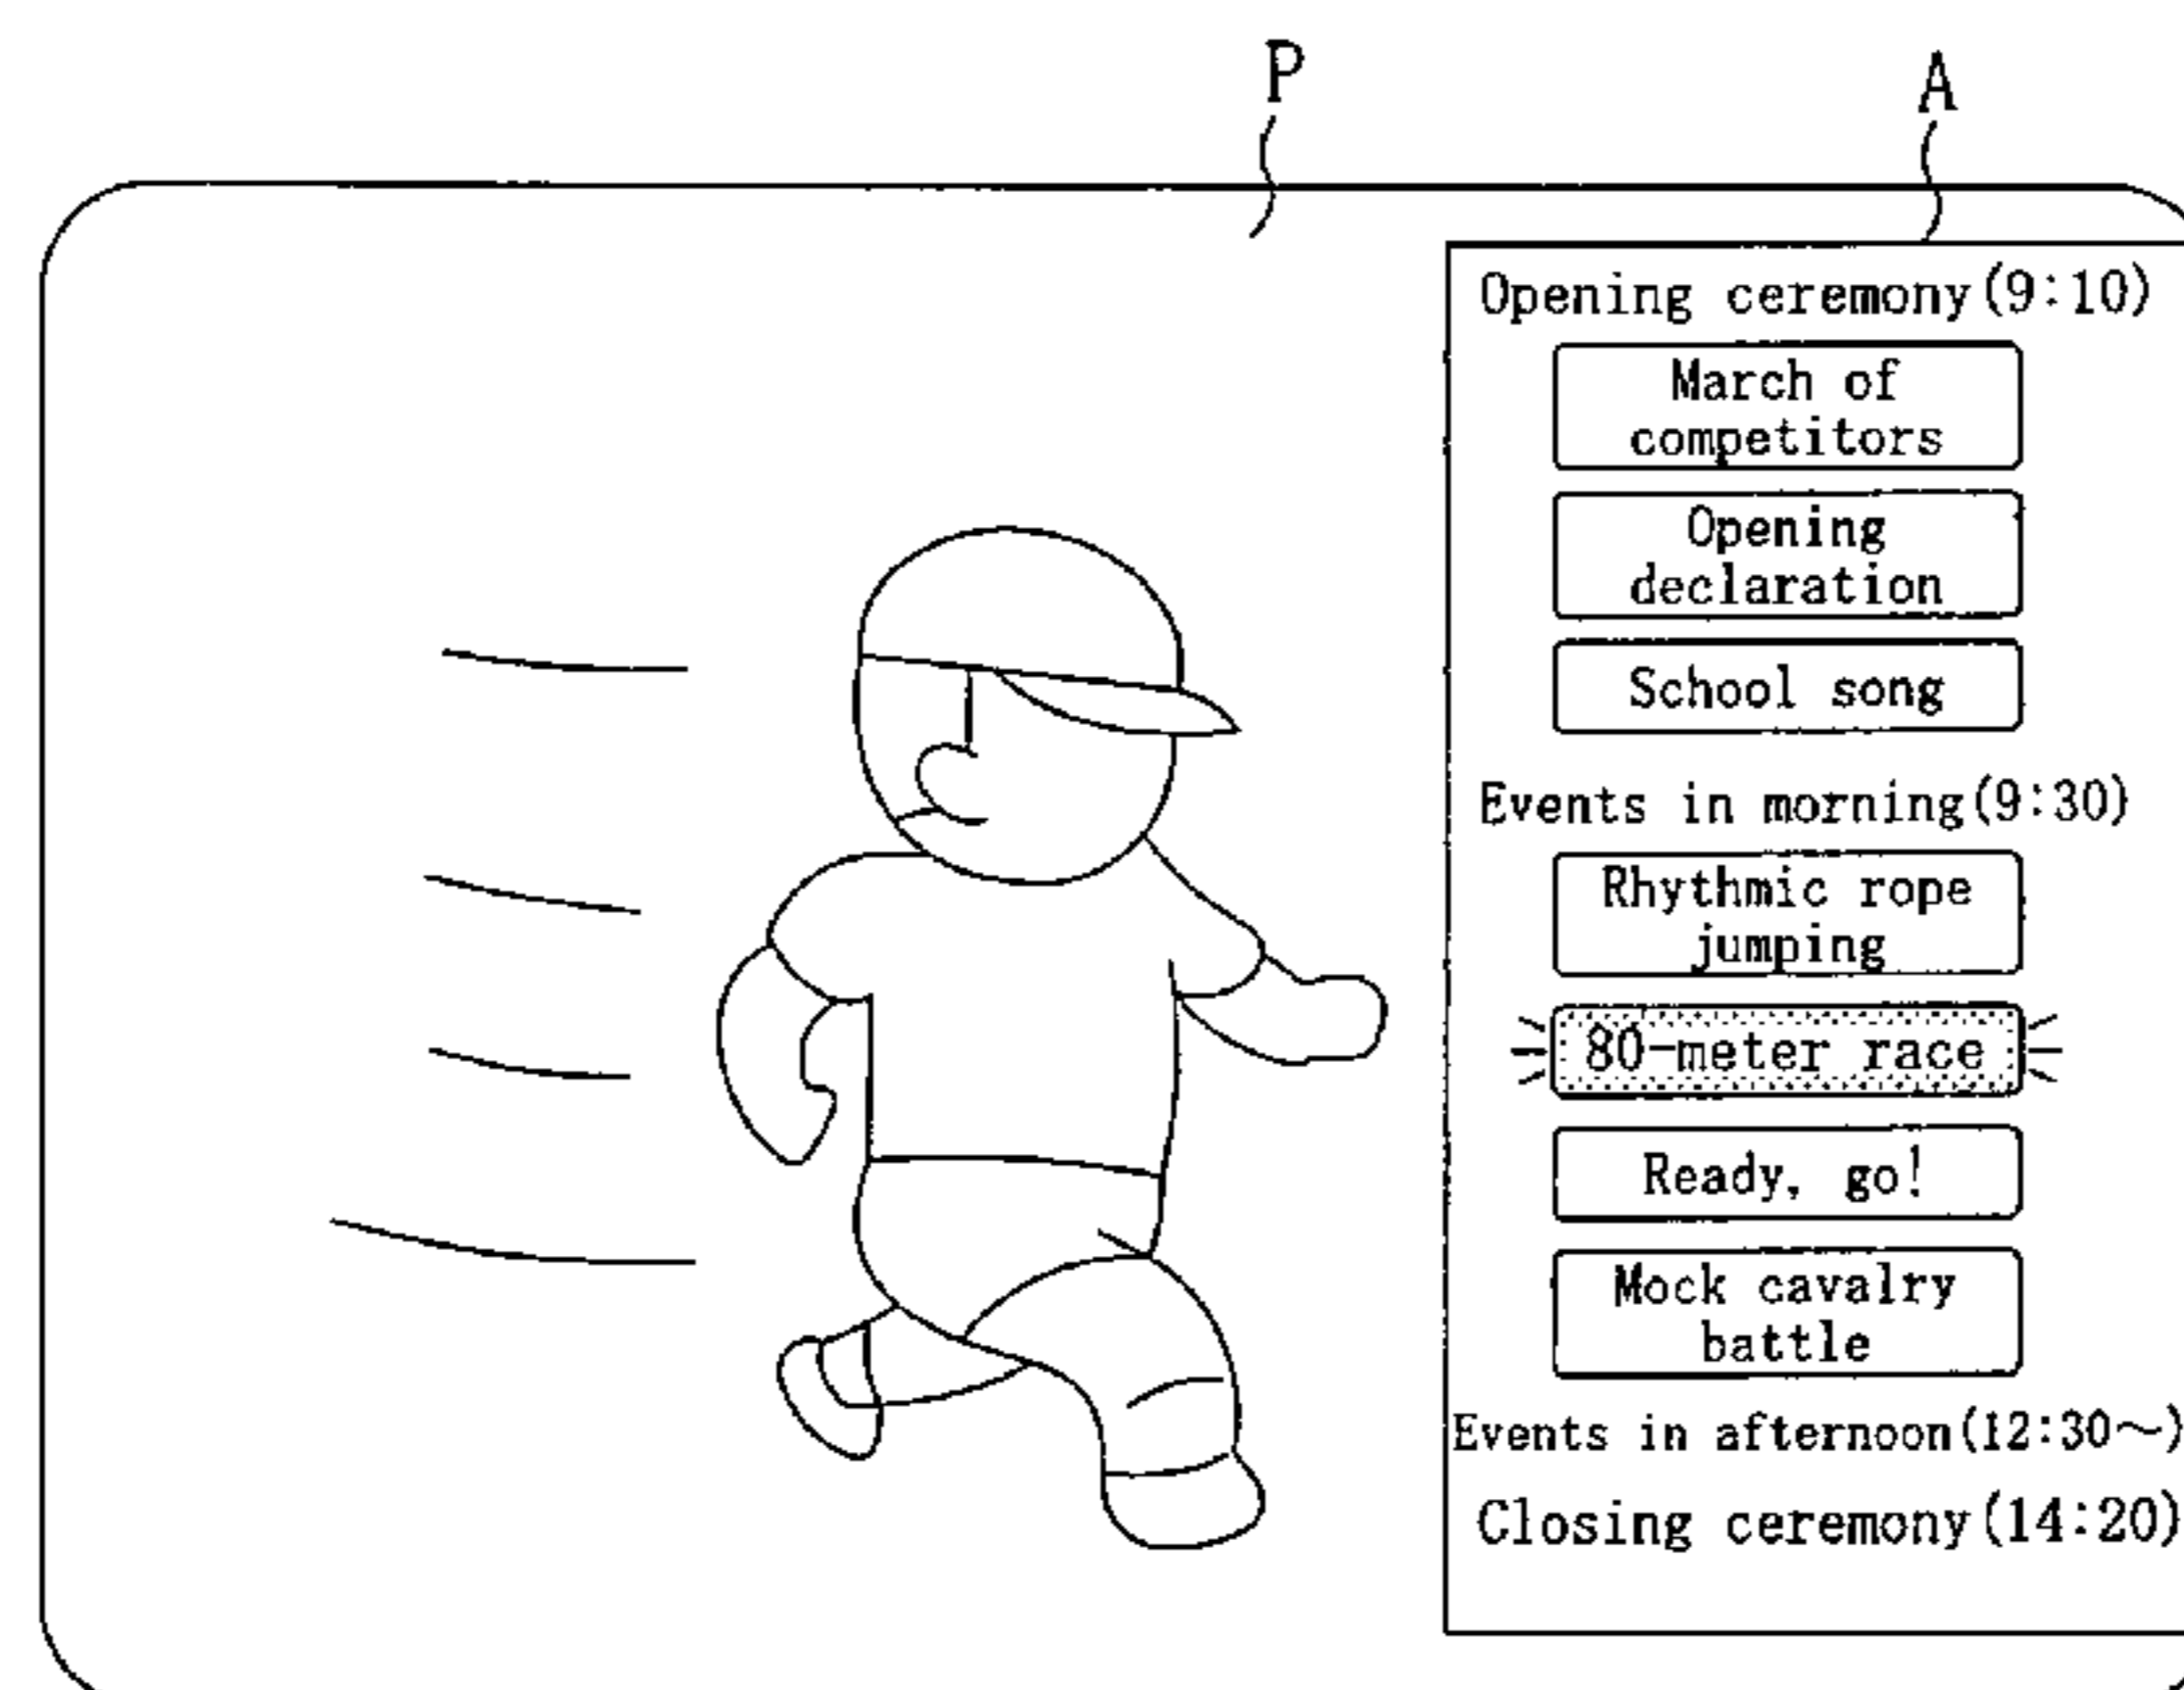 P
A
Opening ceremony(9:10)
March of
competitors
Opening
declaration
School song
Events in morning(9:30)
Rhythmic rope
jumping
80-meter race
Ready, go!
Mock cavalry
battle
Events in afternoon(12:30〜)
Closing ceremony(14:20)